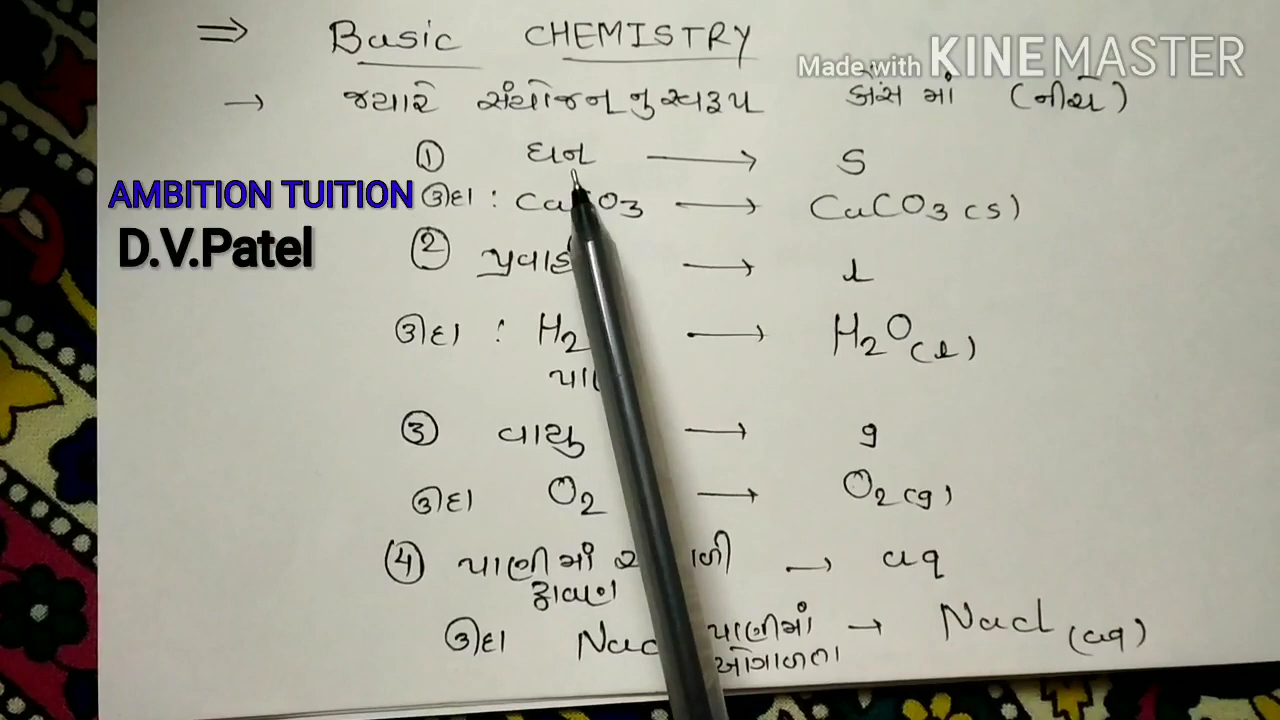 ⇒ Basic CHEMISTRY
Made with KINEMASTER
→ જયારે સંયોજનનુ સ્વરૂપ કૌંસ માં (નીચે)
① ઘન → S
AMBITION TUITION
ઉદા : CaCO3 → CaCO3 (s)
D.V.Patel
② પ્રવાહી → l
ઉદા : H2 → H2O(l)
③ વાયુ → g
ઉદા O2 → O2(g)
④ પાણીમાં → aq
દ્રાવણ
ઉદા NaCl પાણીમાં → NaCl (aq)
ઓગાળતા